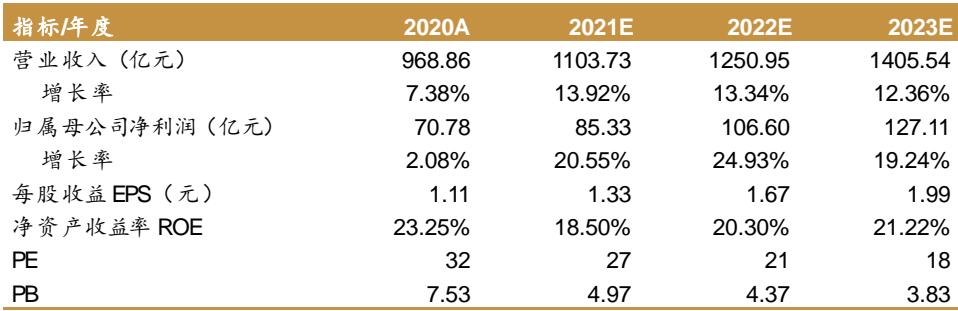 指标/年度 2020A 2021E 2022E 2023E
营业收入（亿元） 968.86 1103.73 1250.95 1405.54
增长率 7.38% 13.92% 13.34% 12.36%
归属母公司净利润（亿元） 70.78 85.33 106.60 127.11
增长率 2.08% 20.55% 24.93% 19.24%
每股收益EPS（元） 1.11 1.33 1.67 1.99
净资产收益率 ROE 23.25% 18.50% 20.30% 21.22%
PE 32 27 21 18
PB 7.53 4.97 4.37 3.83